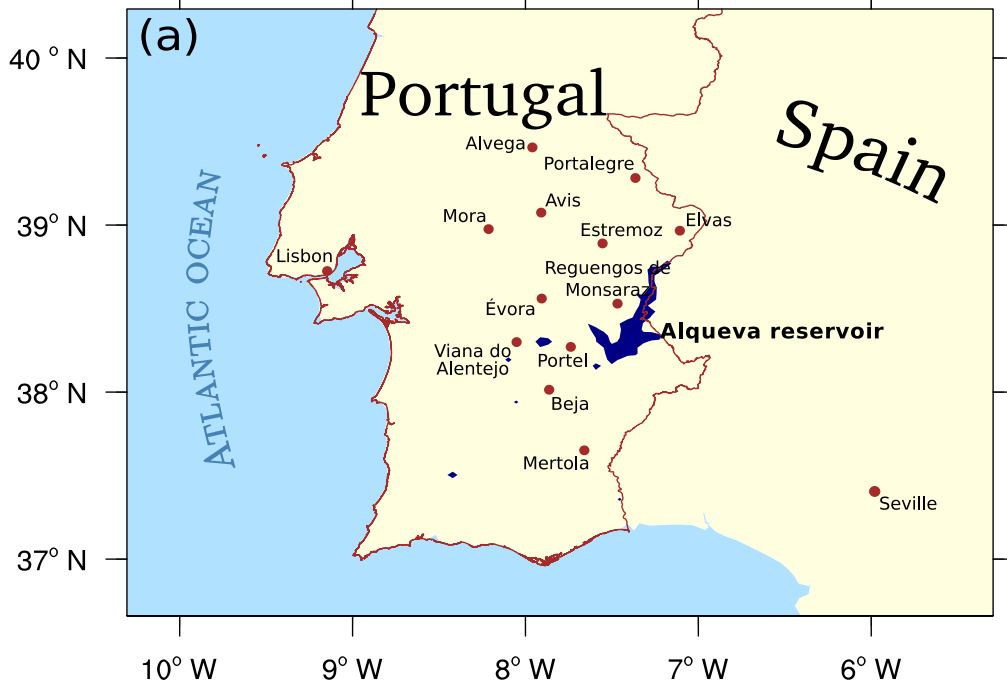 (a)
40° N
Portugal
Spain
Alvega
Portalegre
Avis
Mora
39° N
Elvas
Estremoz
Lisbon
Reguengos de
Monsaraz
ATLANTIC OCEAN
Évora
Alqueva reservoir
Viana do
Alentejo
Portel
38° N
Beja
Mertola
Seville
37° N
10° W
9° W
8° W
7° W
6° W